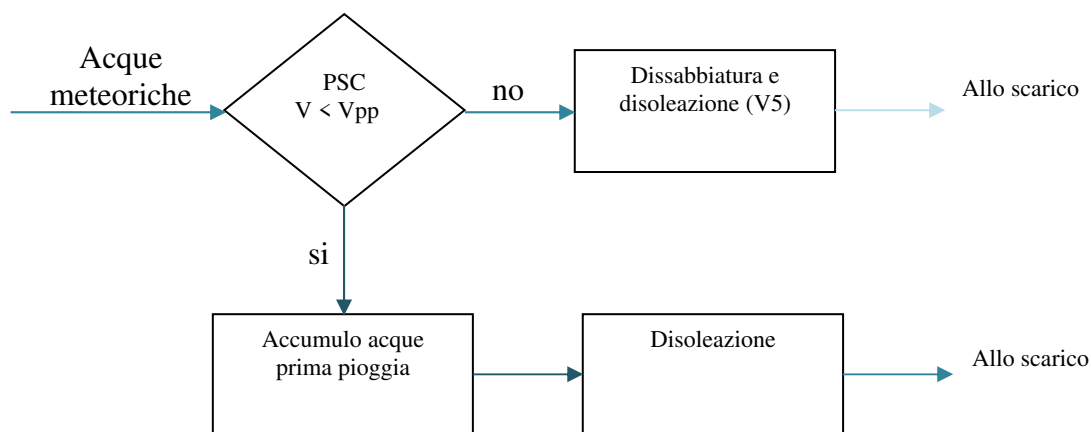 Acque
meteoriche
PSC
V < Vpp
no
Dissabbiatura e
disoleazione (V5)
Allo scarico
si
Accumulo acque
prima pioggia
Disoleazione
Allo scarico